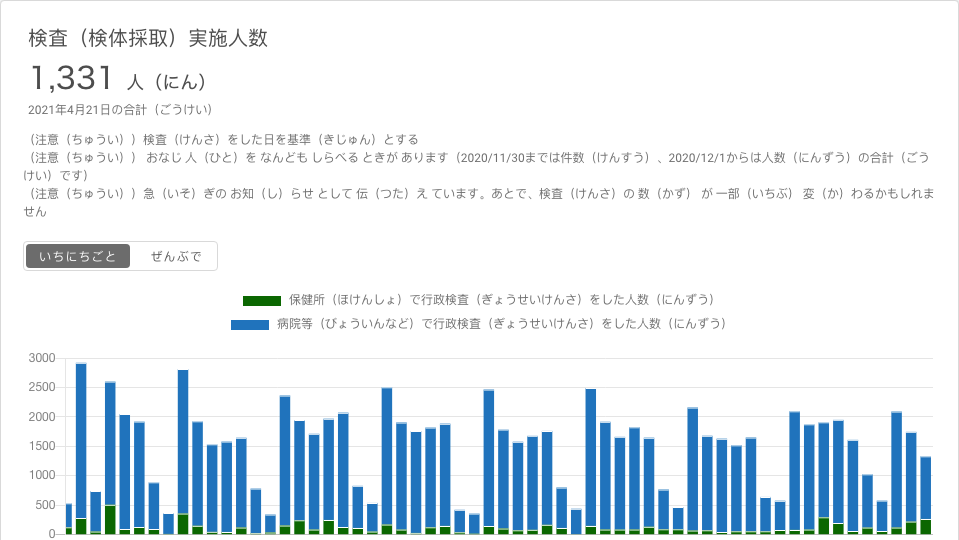 検査（検体採取）実施人数
1,331 人（にん）
2021年4月21日の合計（ごうけい）
（注意（ちゅうい））検査（けんさ）をした日を基準（きじゅん）とする
（注意（ちゅうい）） おなじ 人（ひと）を なんども しらべる ときが あります（2020/11/30までは件数（けんすう）、2020/12/1からは人数（にんずう）の合計（ごう
けい）です）
（注意（ちゅうい））急（いそ）ぎの お知（し）らせ として 伝（つた）え ています。あとで、検査（けんさ）の 数（かず） が 一部（いちぶ） 変（か）わるかもしれま
せん
いちにちごと ぜんぶで
保健所（ほけんしょ）で行政検査（ぎょうせいけんさ）をした人数（にんずう）
病院等（びょういんなど）で行政検査（ぎょうせいけんさ）をした人数（にんずう）
3000
2500
2000
1500
1000
500
0